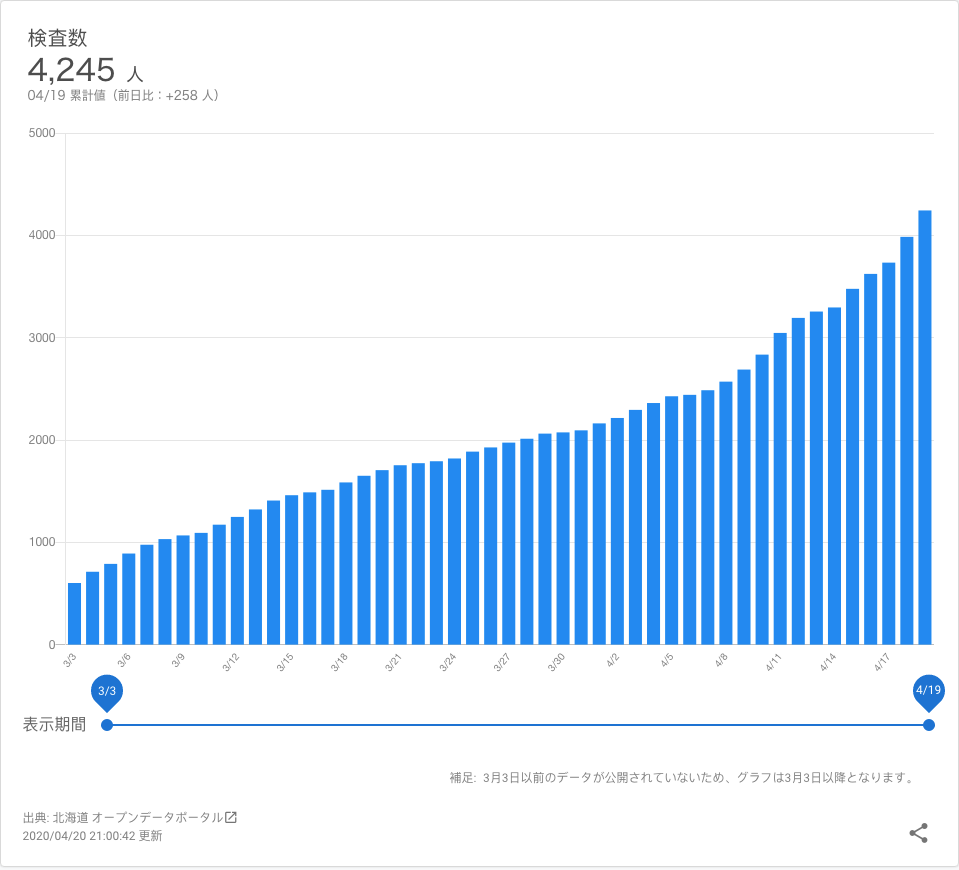 検査数
4,245 人
04/19 累計値（前日比：+258 人）
5000
4000
3000
2000
1000
0
3/3 3/6 3/9 3/12 3/15 3/18 3/21 3/24 3/27 3/30 4/2 4/5 4/8 4/11 4/14 4/17
3/3 4/19
表示期間
補足: 3月3日以前のデータが公開されていないため、グラフは3月3日以降となります。
出典: 北海道 オープンデータポータル
2020/04/20 21:00:42 更新